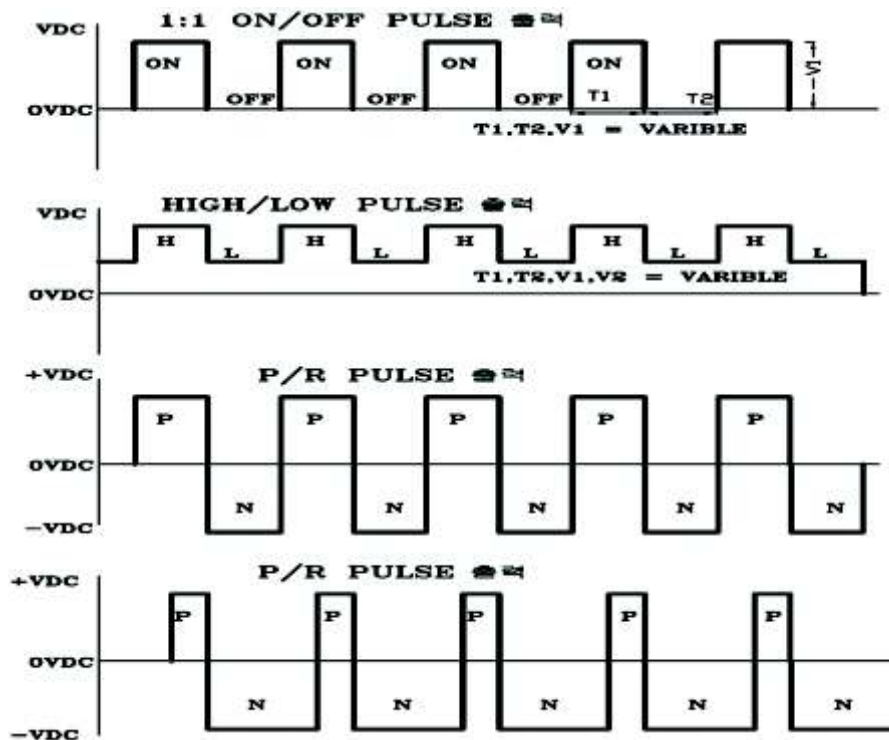 1:1 ON/OFF PULSE 출력
VDC
ON ON ON ON
V1
OFF OFF OFF T1 T2
0VDC
T1,T2,V1 = VARIBLE
HIGH/LOW PULSE 출력
VDC
H H H H H
L L L L L
T1,T2,V1,V2 = VARIBLE
0VDC
P/R PULSE 출력
+VDC
P P P P P
0VDC
N N N N N
-VDC
P/R PULSE 출력
+VDC
P P P P P
0VDC
N N N N N
-VDC